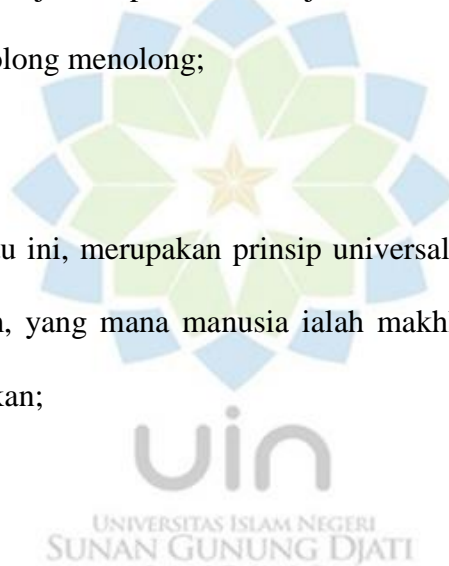 olong menolong;
u ini, merupakan prinsip universal
, yang mana manusia ialah makhl
kan;
uin
UNIVERSITAS ISLAM NEGERI
SUNAN GUNUNG DJATI